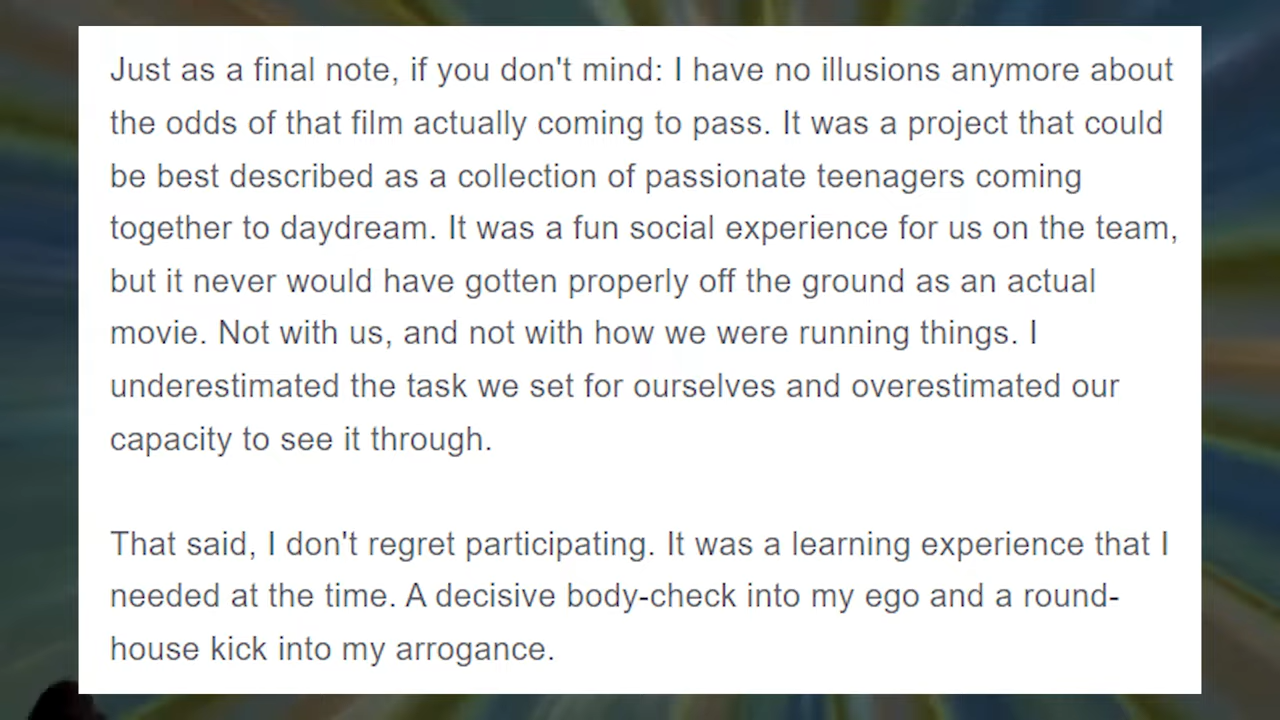 Just as a final note, if you don't mind: I have no illusions anymore about
the odds of that film actually coming to pass. It was a project that could
be best described as a collection of passionate teenagers coming
together to daydream. It was a fun social experience for us on the team,
but it never would have gotten properly off the ground as an actual
movie. Not with us, and not with how we were running things. I
underestimated the task we set for ourselves and overestimated our
capacity to see it through.
That said, I don't regret participating. It was a learning experience that I
needed at the time. A decisive body-check into my ego and a round-
house kick into my arrogance.